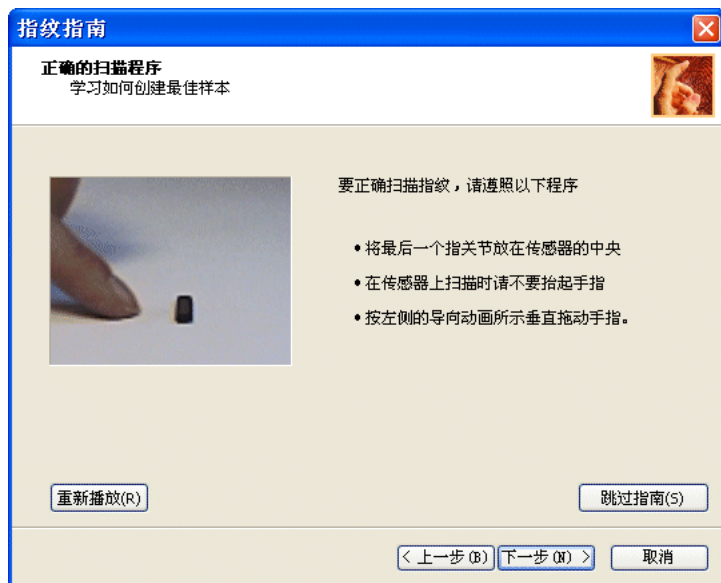 指纹指南
正确的扫描程序
学习如何创建最佳样本
要正确扫描指纹，请遵照以下程序
•将最后一个指关节放在传感器的中央
•在传感器上扫描时请不要抬起手指
•按左侧的导向动画所示垂直拖动手指。
重新播放(R)
跳过指南(S)
< 上一步(B) 下一步(N) > 取消